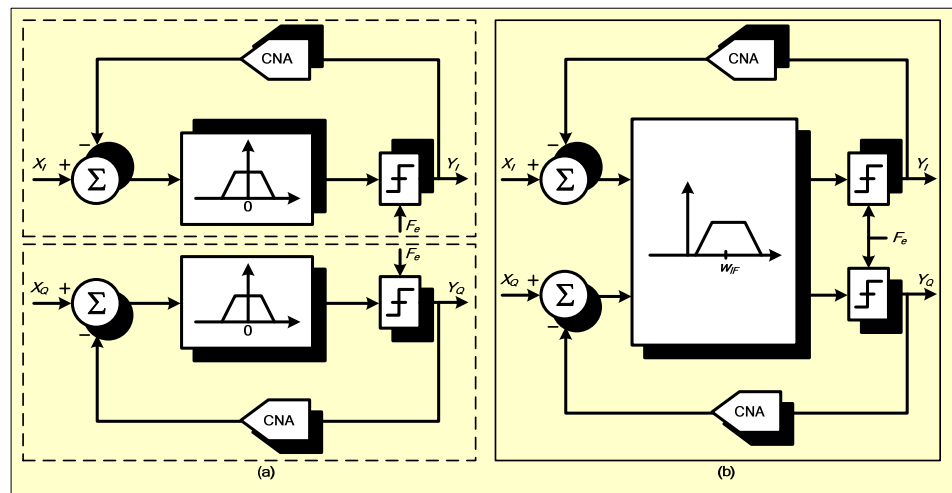 CNA
−
X_I +
Σ
0
Y_I
F_e
F_e
X_Q +
Σ
−
0
Y_Q
CNA
(a)
CNA
−
X_I +
Σ
Y_I
w_IF
F_e
X_Q +
Σ
−
Y_Q
CNA
(b)